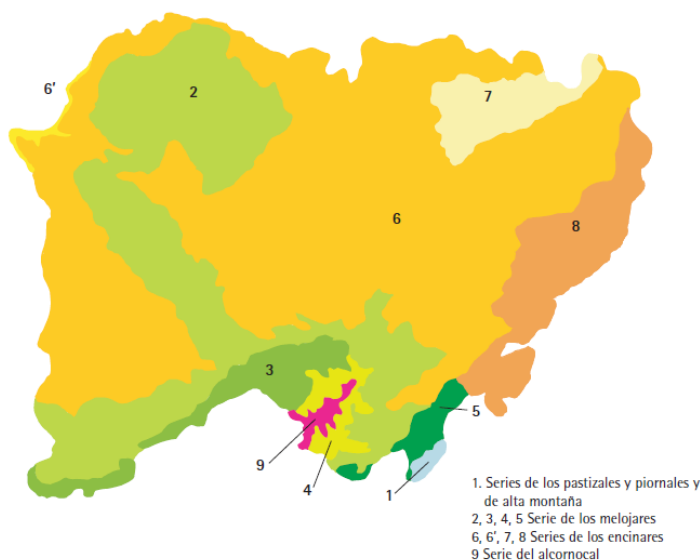 6'
2
7
6
8
3
5
9
4
1
1. Series de los pastizales y piornales y
de alta montaña
2, 3, 4, 5 Serie de los melojares
6, 6', 7, 8 Series de los encinares
9 Serie del alcornocal